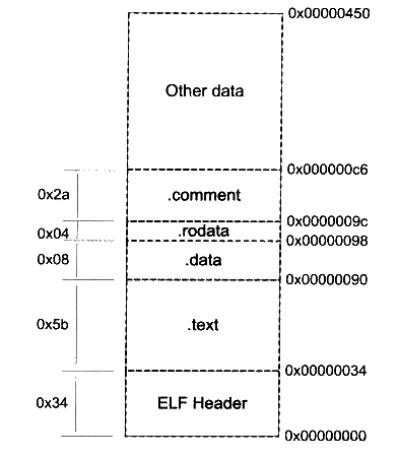 0x00000450
Other data
0x000000c6
0x2a
.comment
0x0000009c
0x04
.rodata
0x00000098
0x08
.data
0x00000090
0x5b
.text
0x00000034
0x34
ELF Header
0x00000000